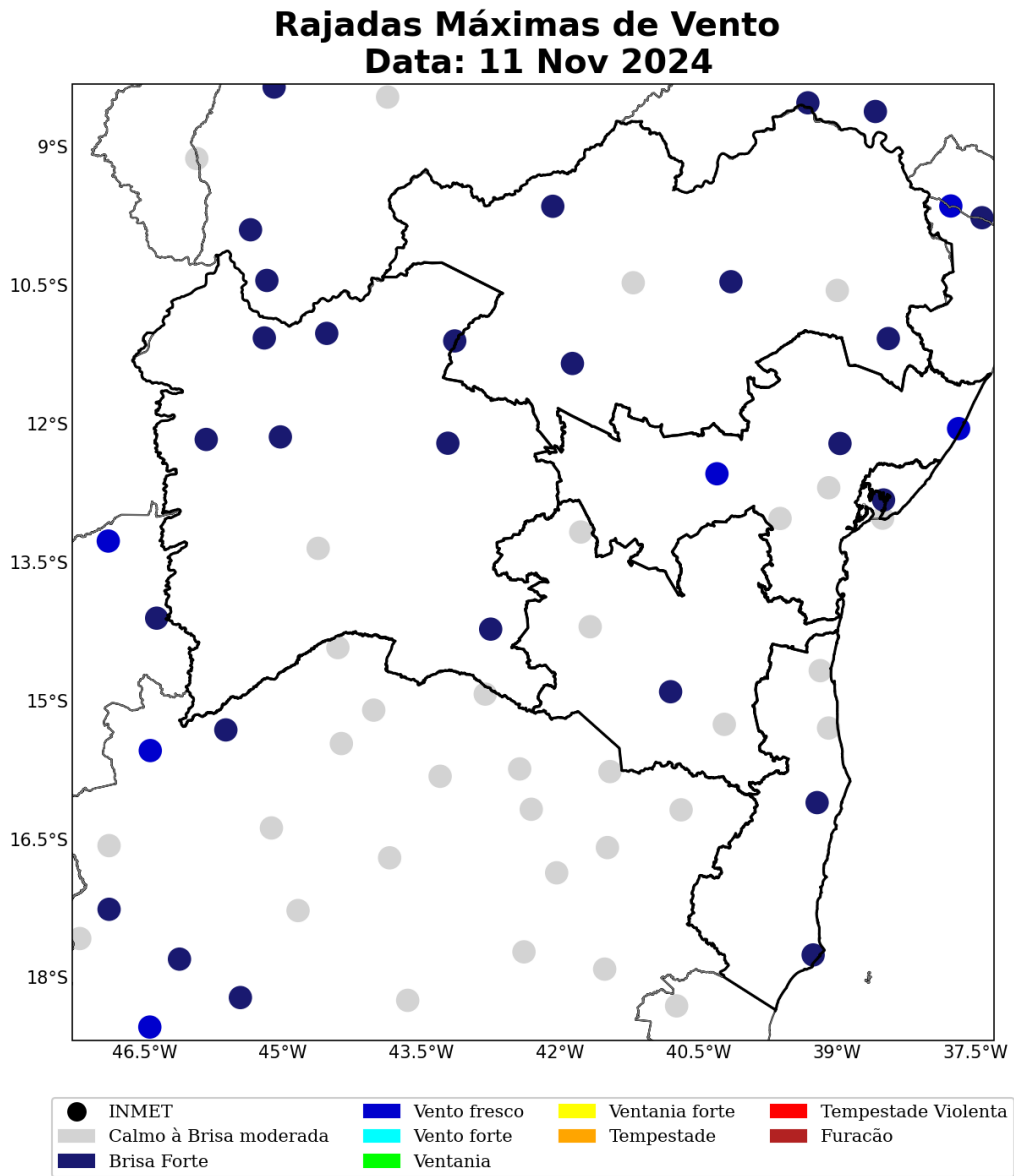 Rajadas Máximas de Vento
Data: 11 Nov 2024
9°S
10.5°S
12°S
13.5°S
15°S
16.5°S
18°S
46.5°W 45°W 43.5°W 42°W 40.5°W 39°W 37.5°W
INMET
Calmo à Brisa moderada
Brisa Forte
Vento fresco
Vento forte
Ventania
Ventania forte
Tempestade
Tempestade Violenta
Furacão